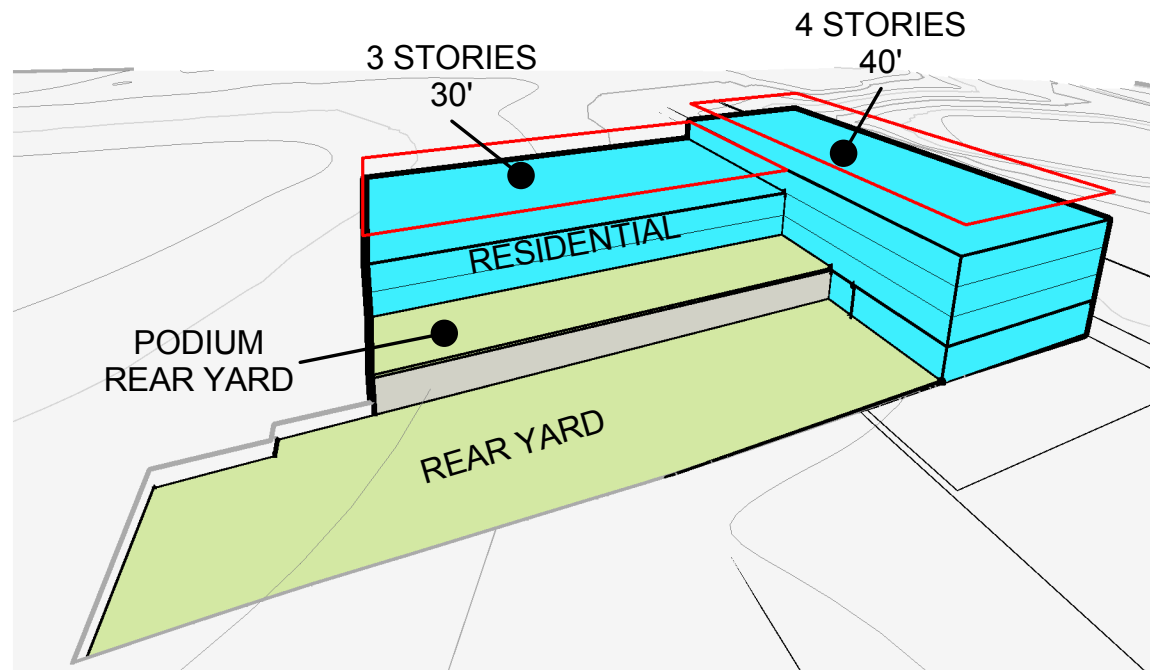 4 STORIES
40'
3 STORIES
30'
RESIDENTIAL
PODIUM
REAR YARD
REAR YARD